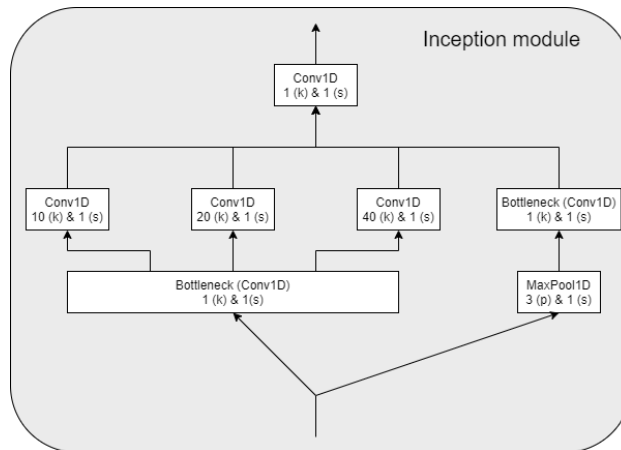 Inception module
Conv1D
1 (k) & 1 (s)
Conv1D
10 (k) & 1 (s)
Conv1D
20 (k) & 1 (s)
Conv1D
40 (k) & 1 (s)
Bottleneck (Conv1D)
1 (k) & 1 (s)
Bottleneck (Conv1D)
1 (k) & 1(s)
MaxPool1D
3 (p) & 1 (s)